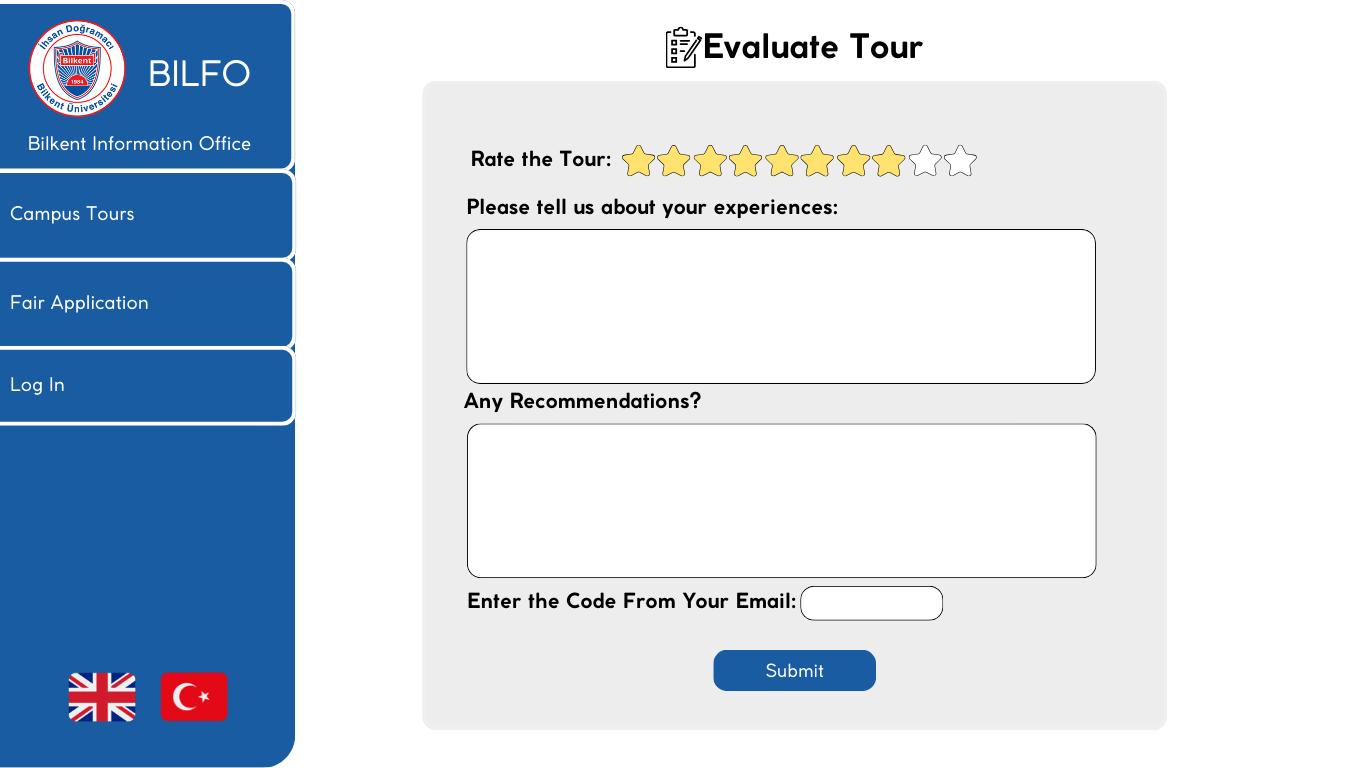 İhsan Doğramacı
Bilkent
1984
Bilkent Üniversitesi
BILFO
Bilkent Information Office
Campus Tours
Fair Application
Log In
Evaluate Tour
Rate the Tour:
Please tell us about your experiences:
Any Recommendations?
Enter the Code From Your Email:
Submit